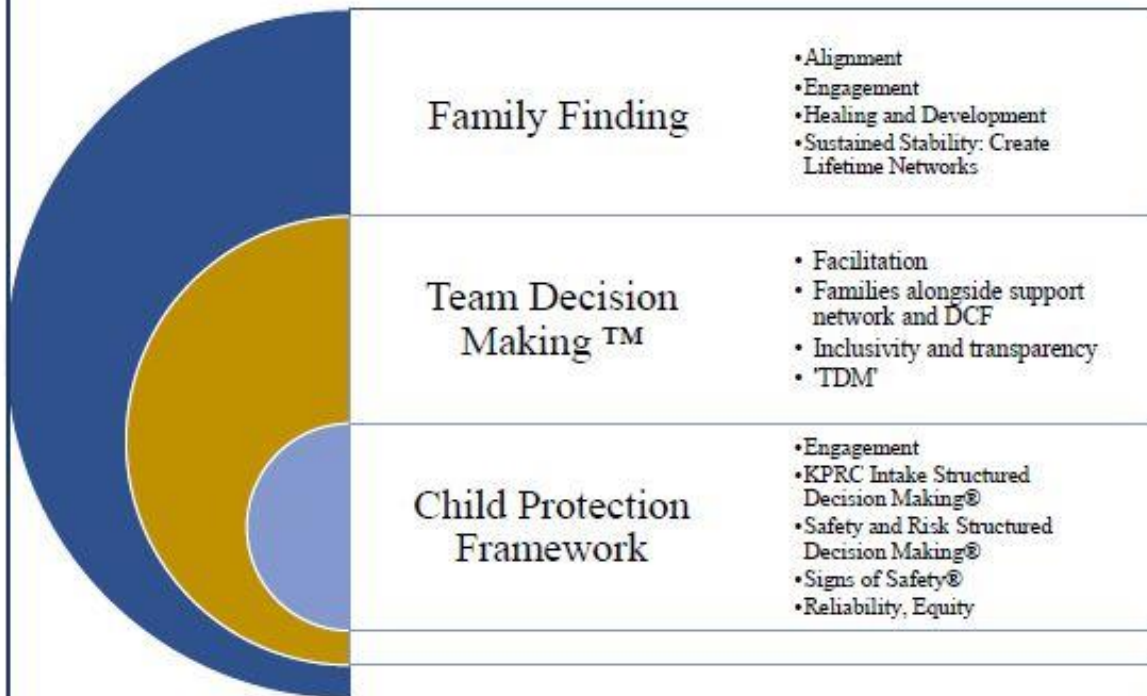 Family Finding
•Alignment
•Engagement
•Healing and Development
•Sustained Stability: Create
Lifetime Networks
Team Decision
Making ™
• Facilitation
• Families alongside support
network and DCF
• Inclusivity and transparency
• 'TDM'
Child Protection
Framework
•Engagement
•KPRC Intake Structured
Decision Making®
•Safety and Risk Structured
Decision Making®
•Signs of Safety®
•Reliability, Equity